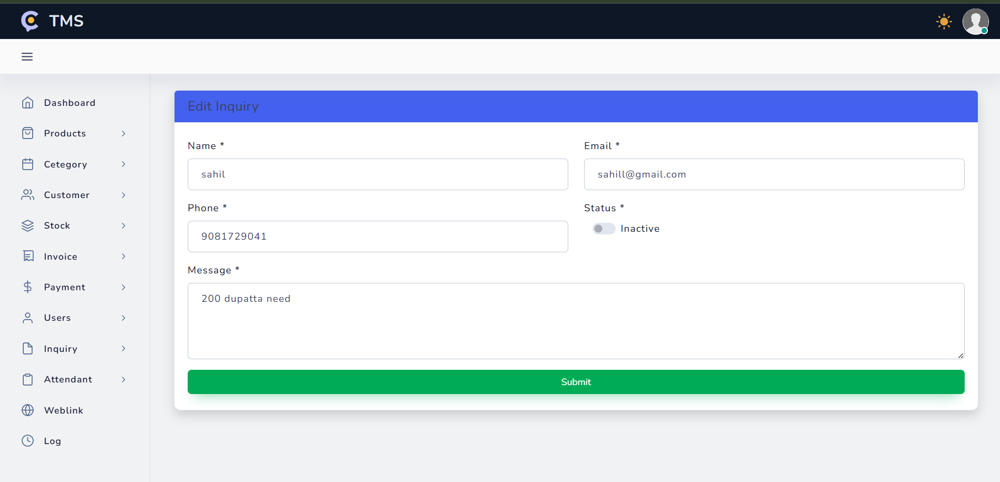 TMS
Dashboard
Products
Cetegory
Customer
Stock
Invoice
Payment
Users
Inquiry
Attendant
Weblink
Log
Edit Inquiry
Name *
Email *
sahil
sahill@gmail.com
Phone *
Status *
9081729041
Inactive
Message *
200 dupatta need
Submit